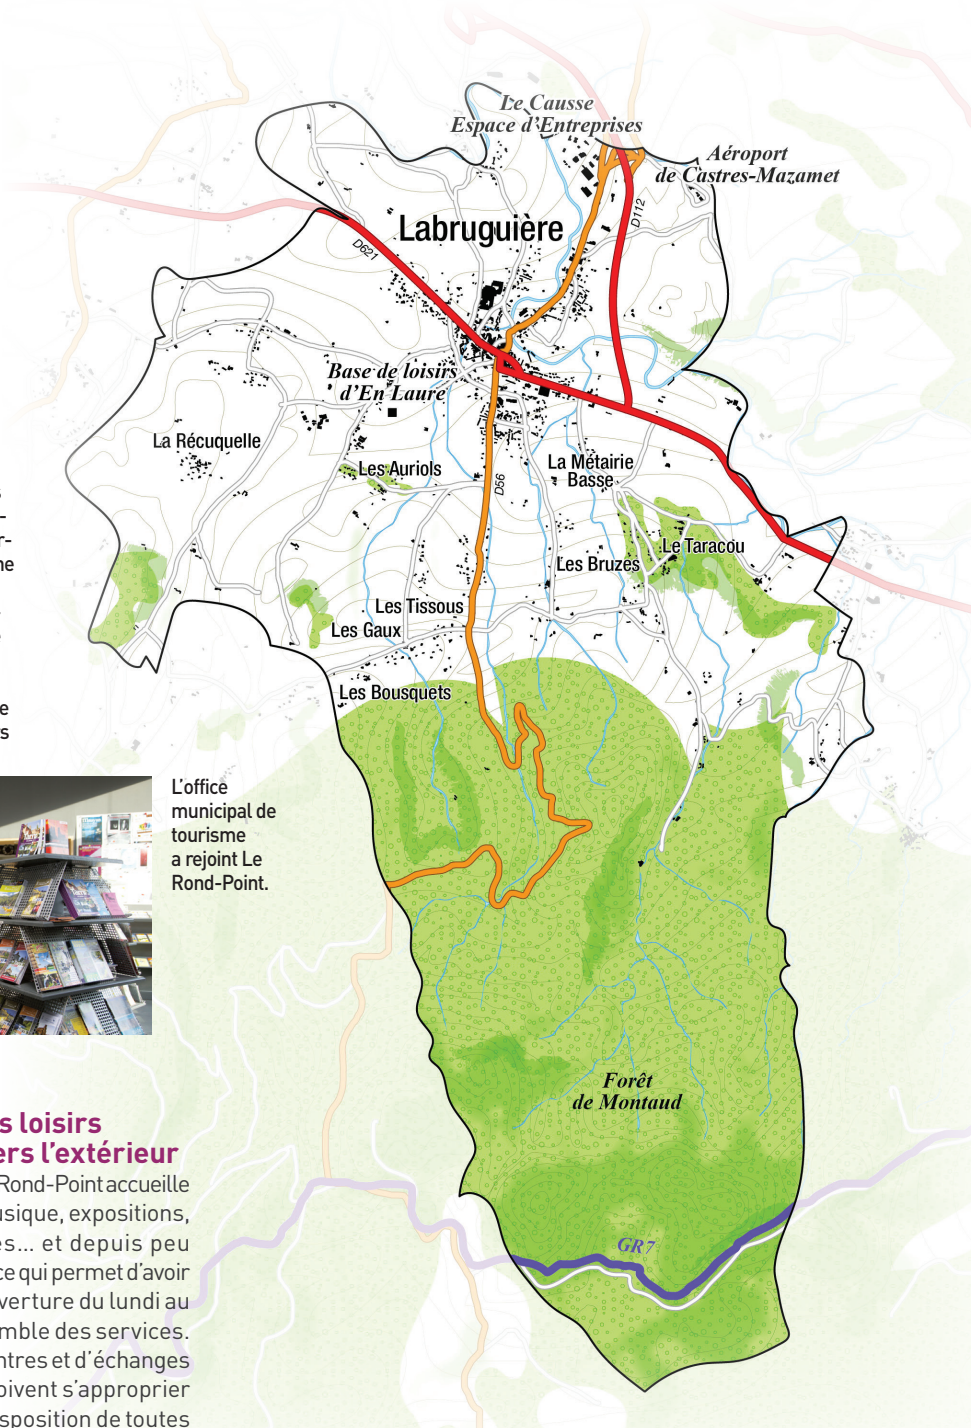 Le Causse
Espace d'Entreprises
Aéroport
de Castres-Mazamet
D112
Labruguière
D621
Base de loisirs
d'En Laure
La Récuquelle
Les Auriols
La Métairie
Basse
D56
Le Taracou
Les Bruzes
Les Tissous
Les Gaux
Les Bousquets
L'office
municipal de
tourisme
a rejoint Le
Rond-Point.
Forêt
de Montaud
GR7
s loisirs
ers l'extérieur
Rond-Point accueille
usique, expositions,
es... et depuis peu
ce qui permet d'avoir
verture du lundi au
mble des services.
ntres et d'échanges
oivent s'approprier
sposition de toutes